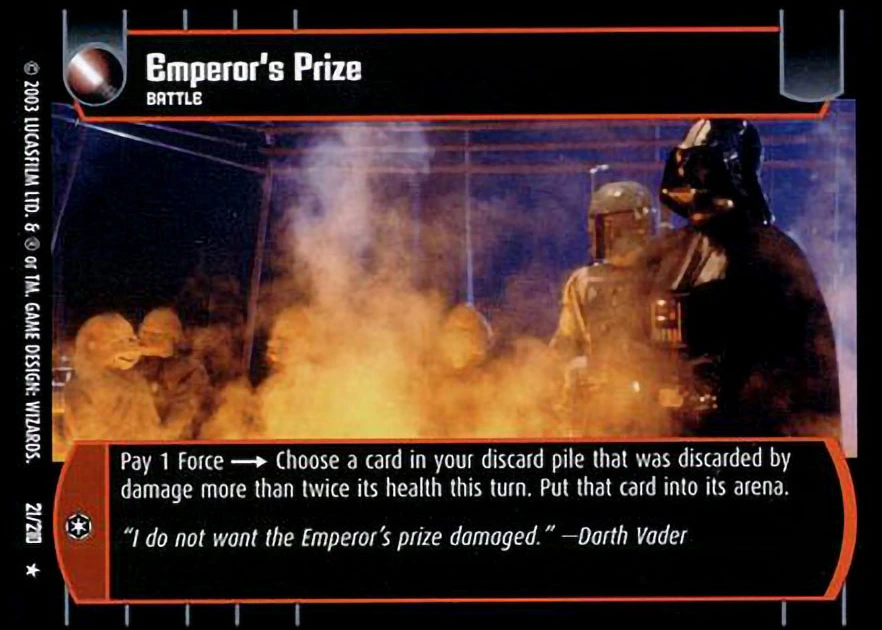 Emperor's Prize
BATTLE
Pay 1 Force → Choose a card in your discard pile that was discarded by
damage more than twice its health this turn. Put that card into its arena.
“I do not want the Emperor's prize damaged.” —Darth Vader
© 2003 LUCASFILM LTD. & ® or TM. GAME DESIGN: WIZARDS. 21/210 ★